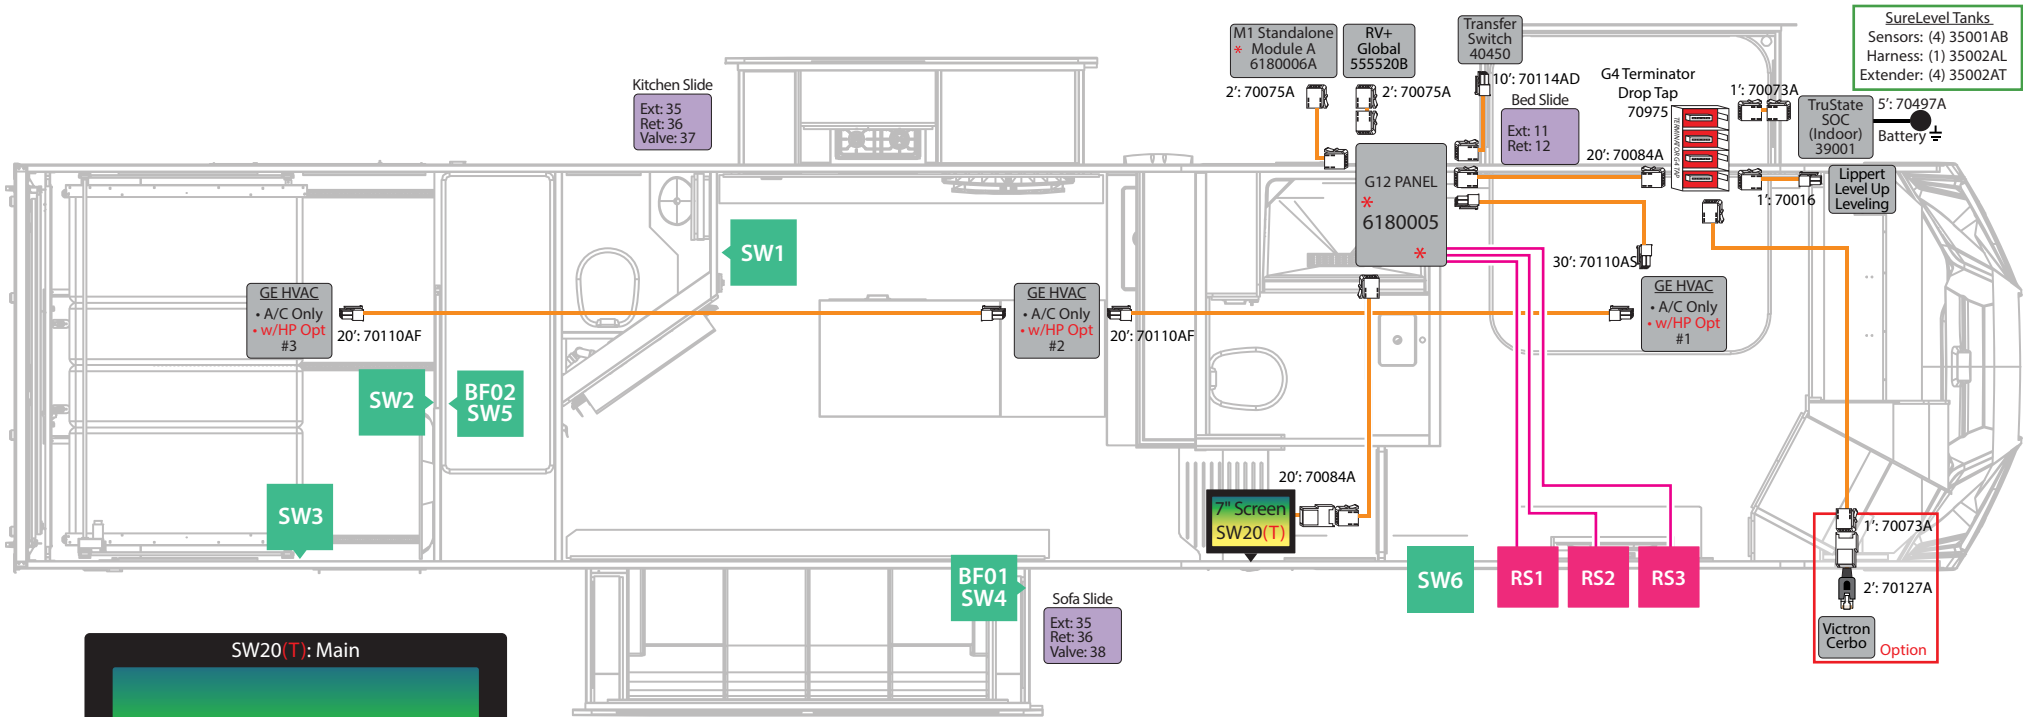 M1 Standalone
* Module A
6180006A
RV+
Global
555520B
Transfer
Switch
40450
SureLevel Tanks
Sensors: (4) 35001AB
Harness: (1) 35002AL
Extender: (4) 35002AT
2': 70075A
2': 70075A
10': 70114AD
G4 Terminator
Drop Tap
70975
TERMINATOR G4 TAP
1': 70073A
TruState
SOC
(Indoor)
39001
5': 70497A
Battery
Kitchen Slide
Ext: 35
Ret: 36
Valve: 37
Bed Slide
Ext: 11
Ret: 12
20': 70084A
G12 PANEL
*
6180005
*
1': 70016
Lippert
Level Up
Leveling
SW1
30': 70110AS
GE HVAC
• A/C Only
• w/HP Opt
#3
20': 70110AF
GE HVAC
• A/C Only
• w/HP Opt
#2
20': 70110AF
GE HVAC
• A/C Only
• w/HP Opt
#1
SW2
BF02
SW5
SW3
20': 70084A
7" Screen
SW20(T)
1': 70073A
BF01
SW4
SW6
RS1
RS2
RS3
2': 70127A
Sofa Slide
Ext: 35
Ret: 36
Valve: 38
Victron
Cerbo
Option
SW20(T): Main